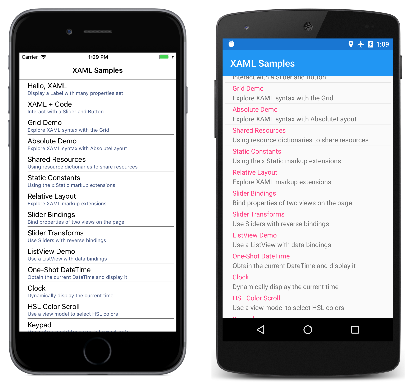 Carrier
1:09 PM
XAML Samples
Hello, XAML
Display a Label with many properties set
XAML + Code
Interact with a Slider and Button
Grid Demo
Explore XAML syntax with the Grid
Absolute Demo
Explore XAML syntax with AbsoluteLayout
Shared Resources
Using resource dictionaries to share resources
Static Constants
Using the x:Static markup extensions
Relative Layout
Explore XAML markup extensions
Slider Bindings
Bind properties of two views on the page
Slider Transforms
Use Sliders with reverse bindings
ListView Demo
Use a ListView with data bindings
One-Shot DateTime
Obtain the current DateTime and display it
Clock
Dynamically display the current time
HSL Color Scroll
Use a view model to select HSL colors
Keypad
1:09
XAML Samples
Interact with a Slider and Button
Grid Demo
Explore XAML syntax with the Grid
Absolute Demo
Explore XAML syntax with AbsoluteLayout
Shared Resources
Using resource dictionaries to share resources
Static Constants
Using the x:Static markup extensions
Relative Layout
Explore XAML markup extensions
Slider Bindings
Bind properties of two views on the page
Slider Transforms
Use Sliders with reverse bindings
ListView Demo
Use a ListView with data bindings
One-Shot DateTime
Obtain the current DateTime and display it
Clock
Dynamically display the current time
HSL Color Scroll
Use a view model to select HSL colors